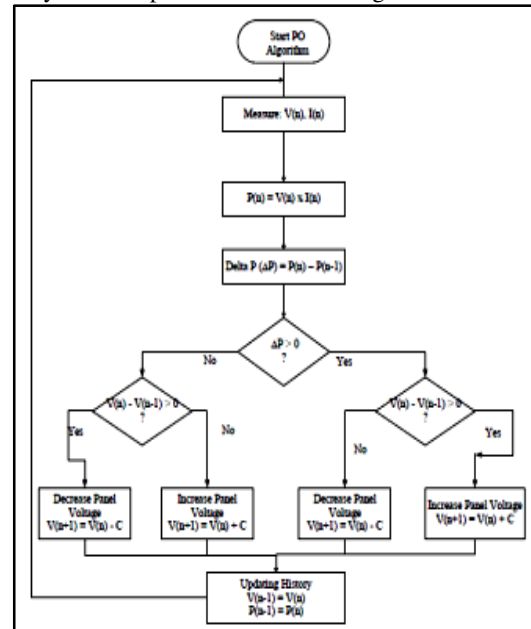 Start PO
Algorithm
Measure: V(n), I(n)
P(n) = V(n) x I(n)
Delta P (ΔP) = P(n) – P(n-1)
ΔP > 0
?
No
Yes
V(n) - V(n-1) > 0
?
V(n) - V(n-1) > 0
?
Yes
No
No
Yes
Decrease Panel
Voltage
V(n+1) = V(n) - C
Increase Panel
Voltage
V(n+1) = V(n) + C
Decrease Panel
Voltage
V(n+1) = V(n) - C
Increase Panel Voltage
V(n+1) = V(n) + C
Updating History
V(n-1) = V(n)
P(n-1) = P(n)